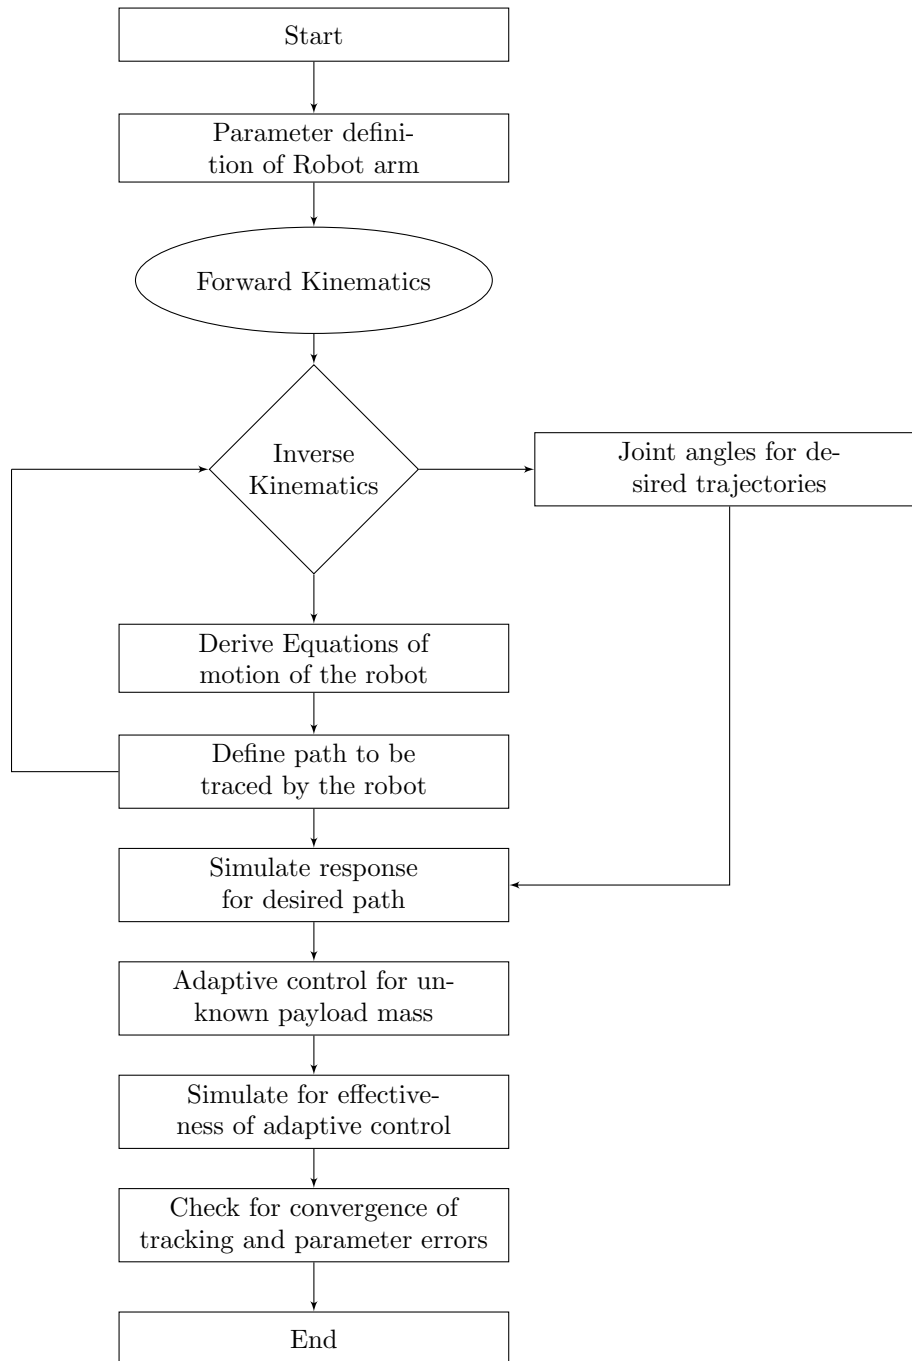 Start
Parameter defini-
tion of Robot arm
Forward Kinematics
Inverse
Kinematics
Joint angles for de-
sired trajectories
Derive Equations of
motion of the robot
Define path to be
traced by the robot
Simulate response
for desired path
Adaptive control for un-
known payload mass
Simulate for effective-
ness of adaptive control
Check for convergence of
tracking and parameter errors
End